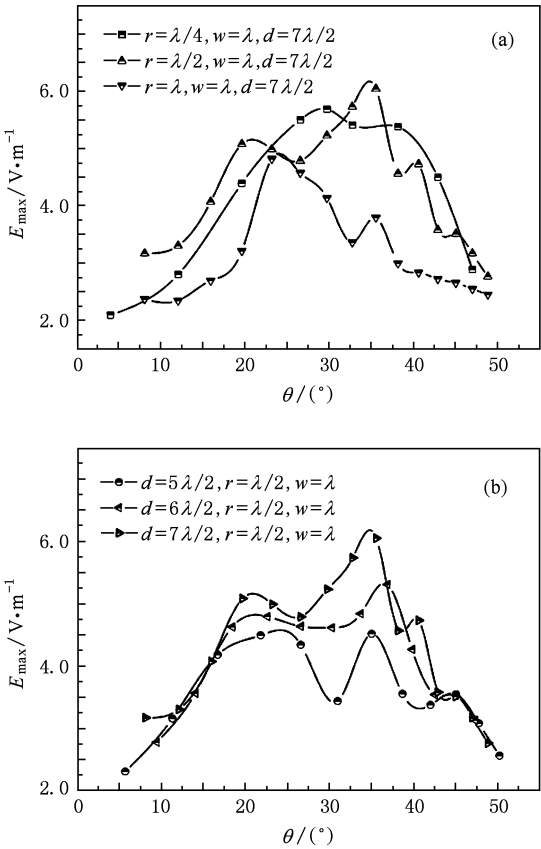 (a)
r=λ/4, w=λ, d=7λ/2
r=λ/2, w=λ, d=7λ/2
r=λ, w=λ, d=7λ/2
6.0
4.0
2.0
E_max/V·m⁻¹
0 10 20 30 40 50
θ/(°)
(b)
d=5λ/2, r=λ/2, w=λ
d=6λ/2, r=λ/2, w=λ
d=7λ/2, r=λ/2, w=λ
6.0
4.0
2.0
E_max/V·m⁻¹
0 10 20 30 40 50
θ/(°)